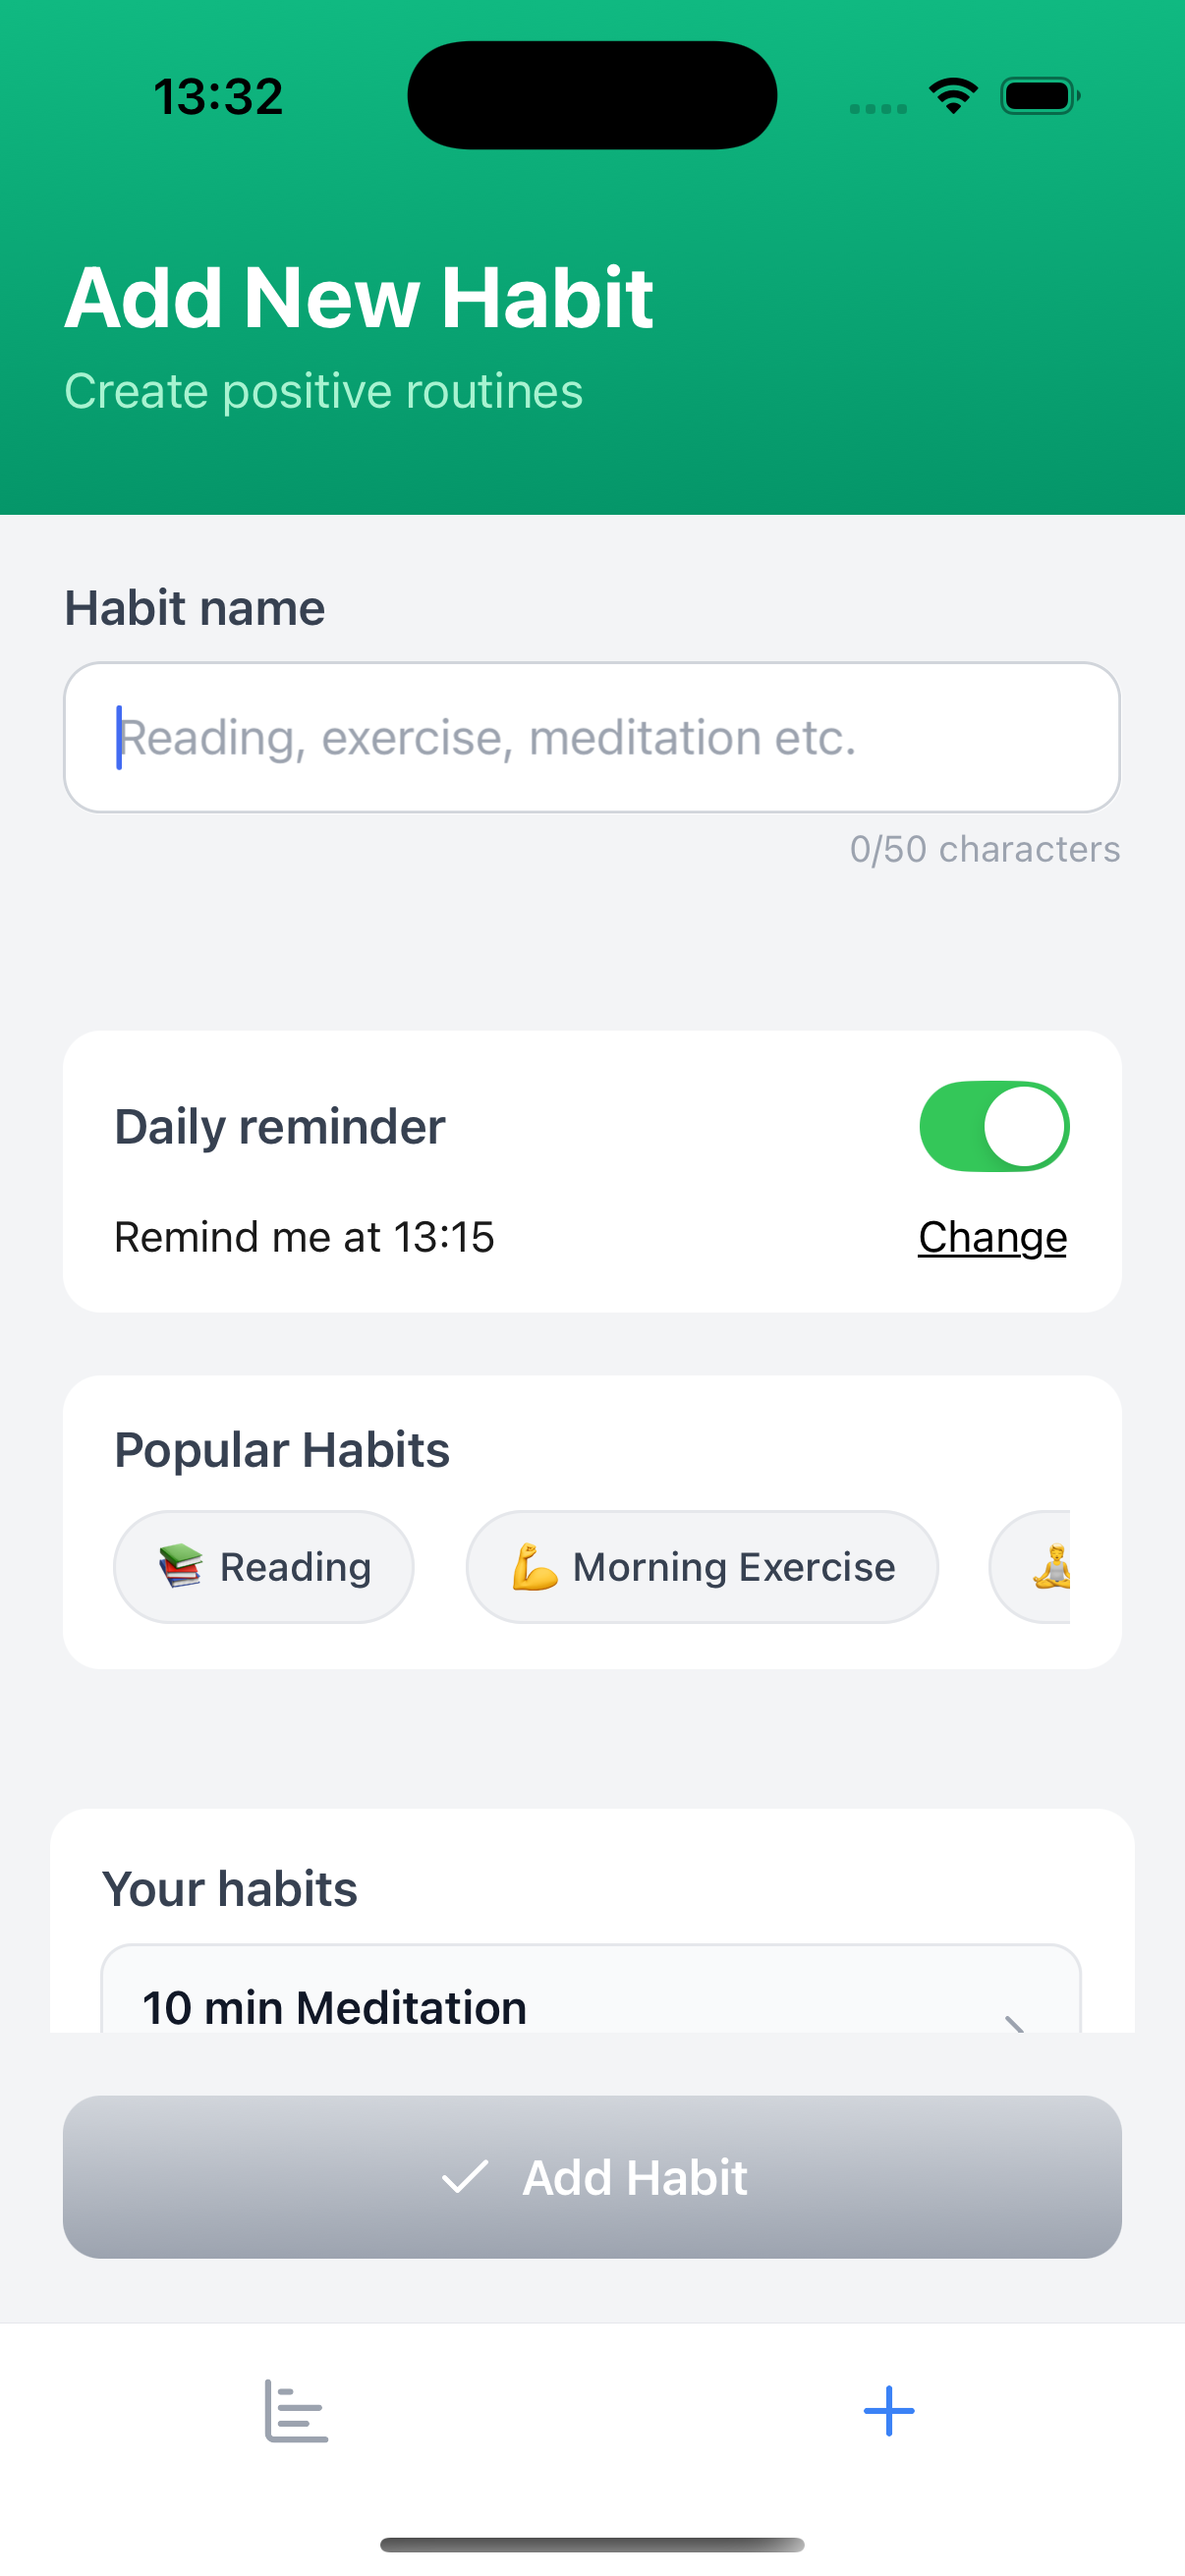 13:32
Add New Habit
Create positive routines
Habit name
Reading, exercise, meditation etc.
0/50 characters
Daily reminder
Remind me at 13:15 Change
Popular Habits
📚 Reading 💪 Morning Exercise 🧘
Your habits
10 min Meditation
Add Habit